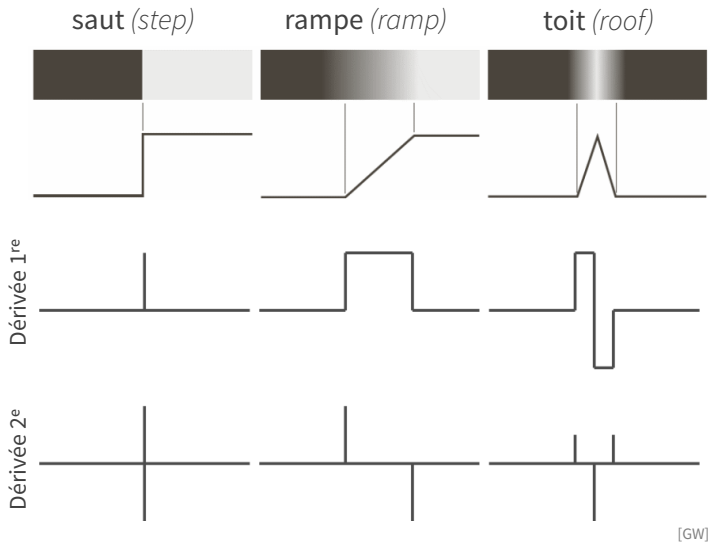 saut (step)
rampe (ramp)
toit (roof)
Dérivée 1re
Dérivée 2e
[GW]